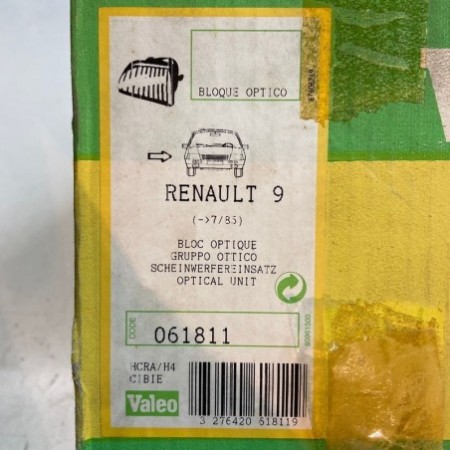 BLOQUE OPTICO
RENAULT 9
(->7/85)
BLOC OPTIQUE
GRUPPO OTTICO
SCHEINWERFEREINSATZ
OPTICAL UNIT
CODE
061811
HCRA/H4
CIBIE
Valeo
3 276420 618119